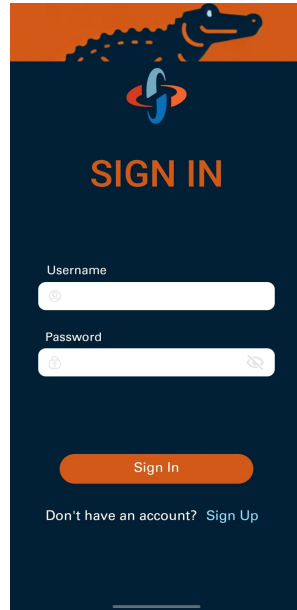 SIGN IN
Username
Password
Sign In
Don't have an account? Sign Up